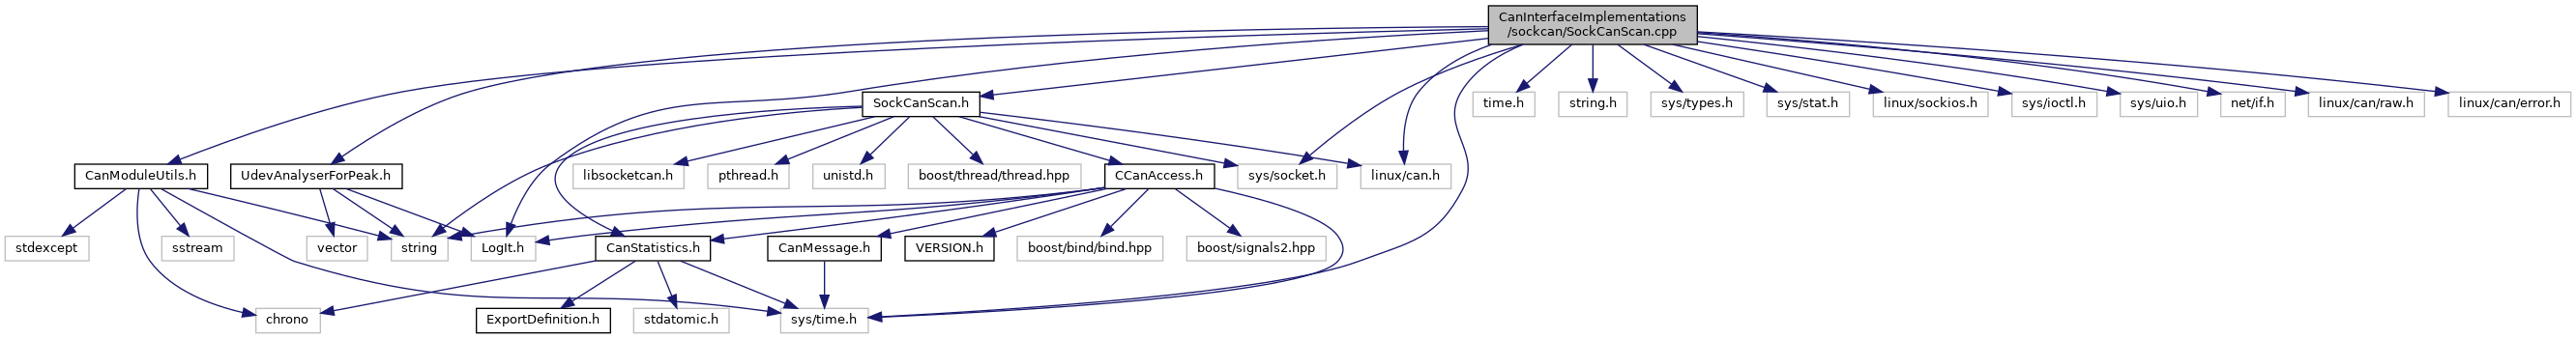 CanInterfaceImplementations
/sockcan/SockCanScan.cpp
SockCanScan.h
time.h
string.h
sys/types.h
sys/stat.h
linux/sockios.h
sys/ioctl.h
sys/uio.h
net/if.h
linux/can/raw.h
linux/can/error.h
CanModuleUtils.h
UdevAnalyserForPeak.h
libsocketcan.h
pthread.h
unistd.h
boost/thread/thread.hpp
CCanAccess.h
sys/socket.h
linux/can.h
stdexcept
sstream
vector
string
LogIt.h
CanStatistics.h
CanMessage.h
VERSION.h
boost/bind/bind.hpp
boost/signals2.hpp
chrono
ExportDefinition.h
stdatomic.h
sys/time.h